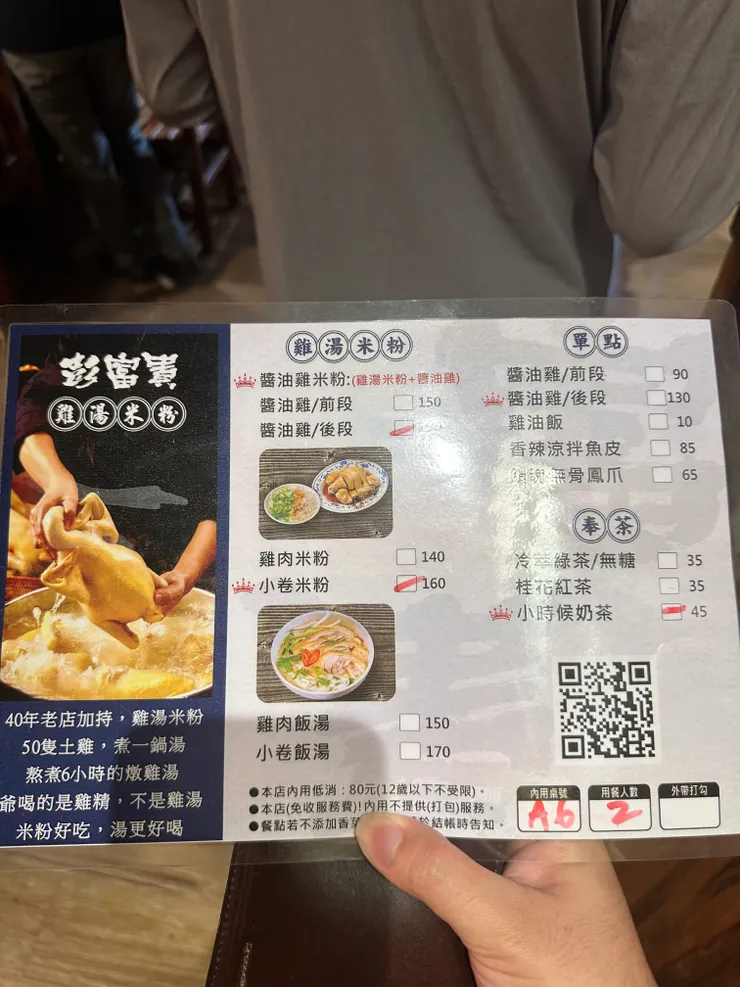 雞湯米粉
40年老店加持，雞湯米粉
50隻土雞，煮一鍋湯
熬煮6小時的燉雞湯
爺喝的是雞精，不是雞湯
米粉好吃，湯更好喝
雞湯米粉
醬油雞米粉:(雞湯米粉+醬油雞)
醬油雞/前段 150
醬油雞/後段
雞肉米粉 140
小卷米粉 160
雞肉飯湯 150
小卷飯湯 170
單點
醬油雞/前段 90
醬油雞/後段 130
雞油飯 10
香辣涼拌魚皮 85
無骨鳳爪 65
奉茶
冷萃綠茶/無糖 35
桂花紅茶 35
小時候奶茶 45
●本店內用低消：80元(12歲以下不受限)。
●本店(免收服務費)!內用不提供(打包)服務。
●餐點若不添加香 結帳時告知。
內用桌號 用餐人數 外帶打勾
A6 2